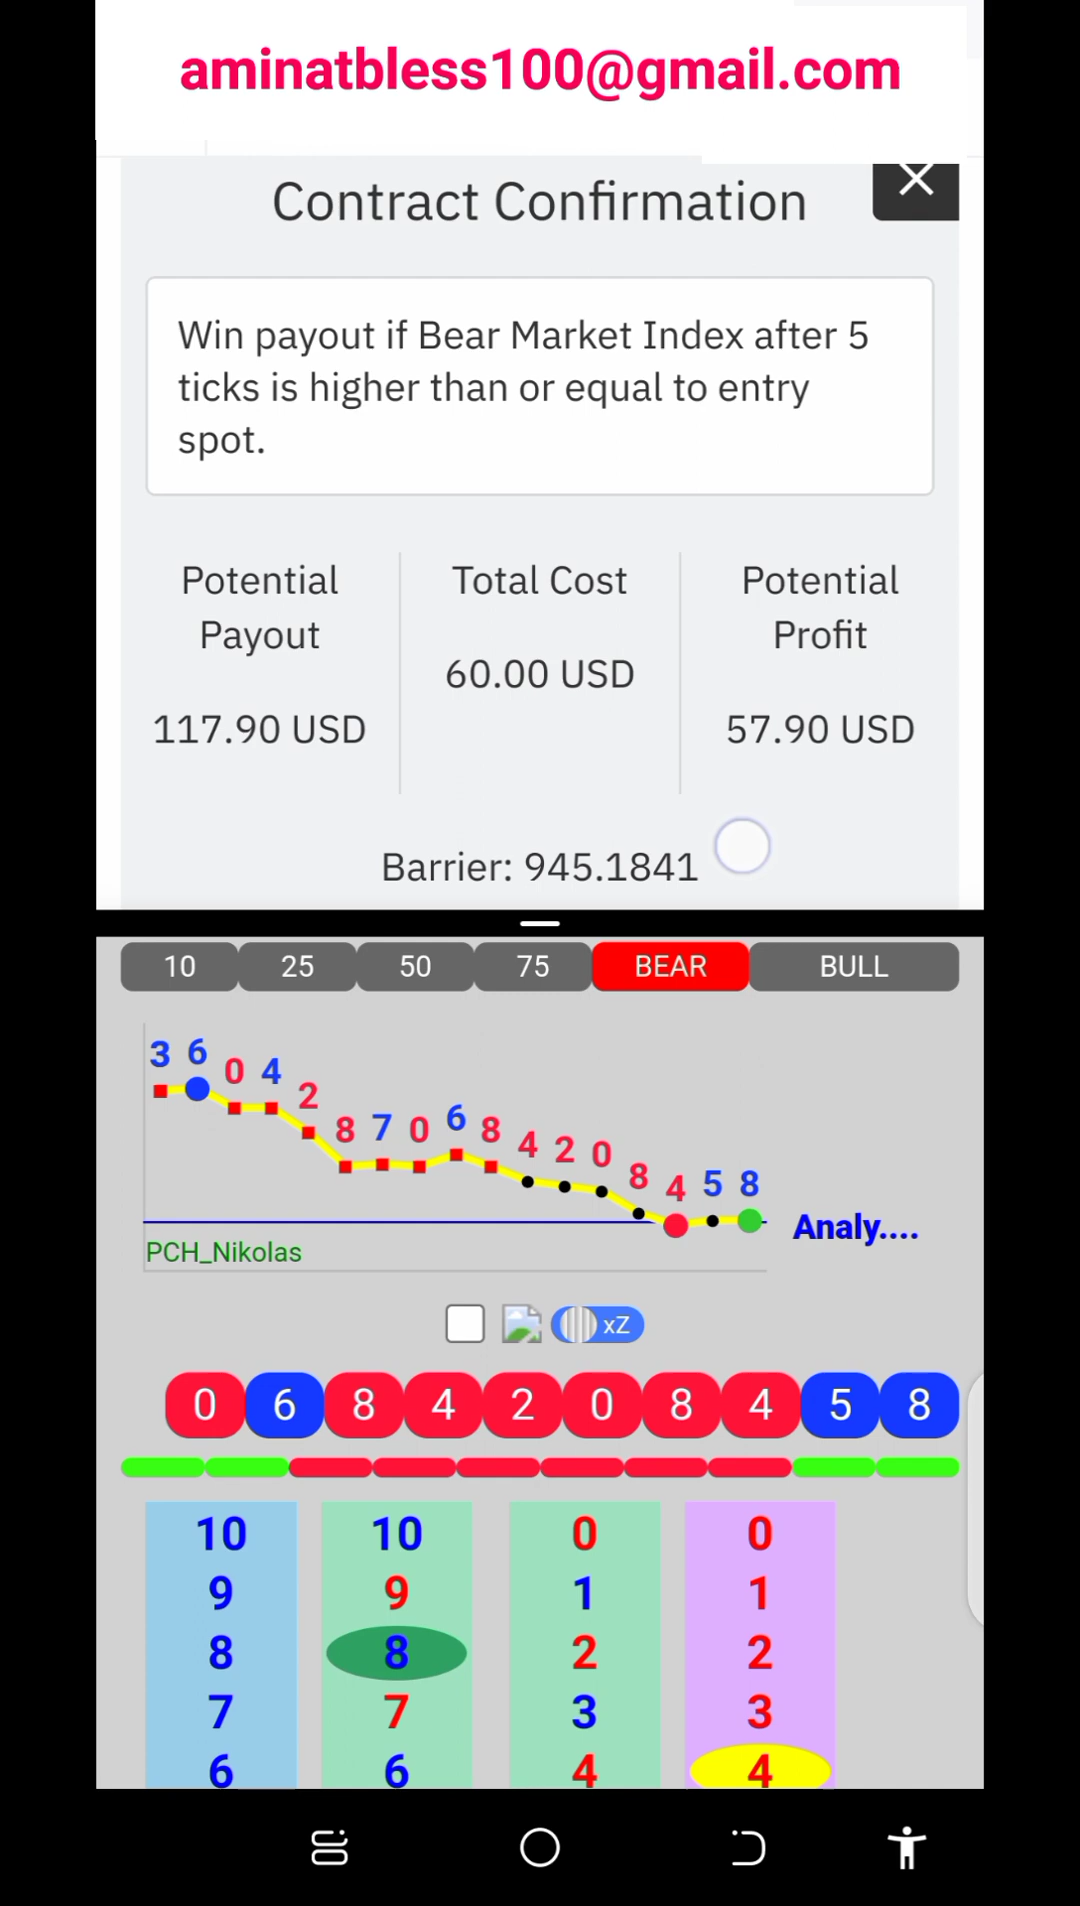 aminatbless100@gmail.com
Contract Confirmation
Win payout if Bear Market Index after 5
ticks is higher than or equal to entry
spot.
Potential
Payout
117.90 USD
Total Cost
60.00 USD
Potential
Profit
57.90 USD
Barrier: 945.1841
10 25 50 75 BEAR BULL
3 6 0 4 2 8 7 0 6 8 4 2 0 8 4 5 8
Analy....
PCH_Nikolas
xZ
0 6 8 4 2 0 8 4 5 8
10 10 0 0
9 9 1 1
8 8 2 2
7 7 3 3
6 6 4 4